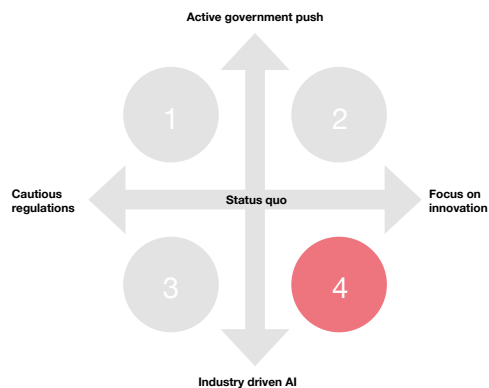 Active government push
1
2
Cautious
regulations
Status quo
Focus on
innovation
3
4
Industry driven AI